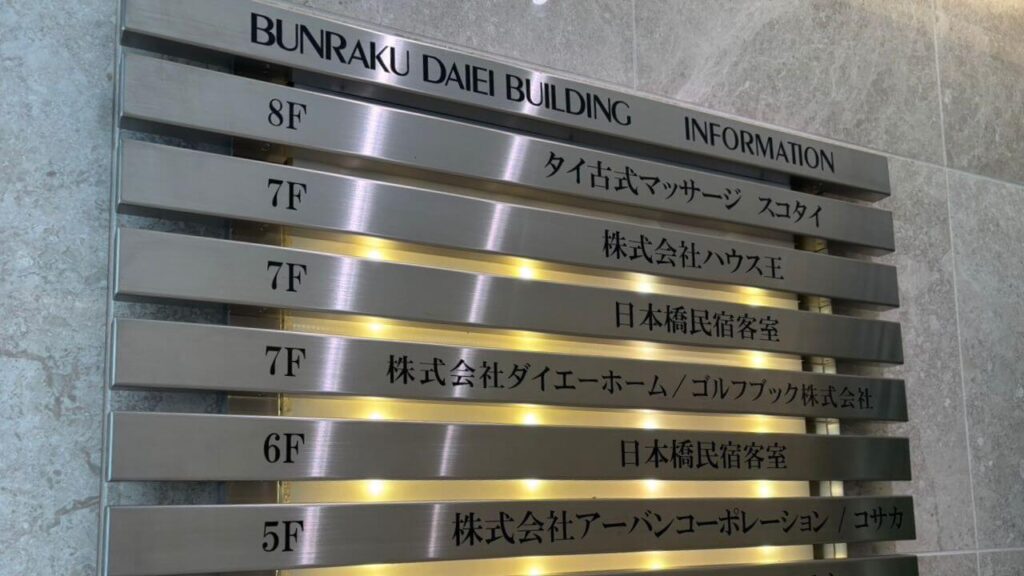 BUNRAKU DAIEI BUILDING INFORMATION
8F タイ古式マッサージ スコタイ
7F 株式会社ハウス王
7F 日本橋民宿客室
7F 株式会社ダイエーホーム / ゴルフブック株式会社
6F 日本橋民宿客室
5F 株式会社アーバンコーポレーション / コサカ